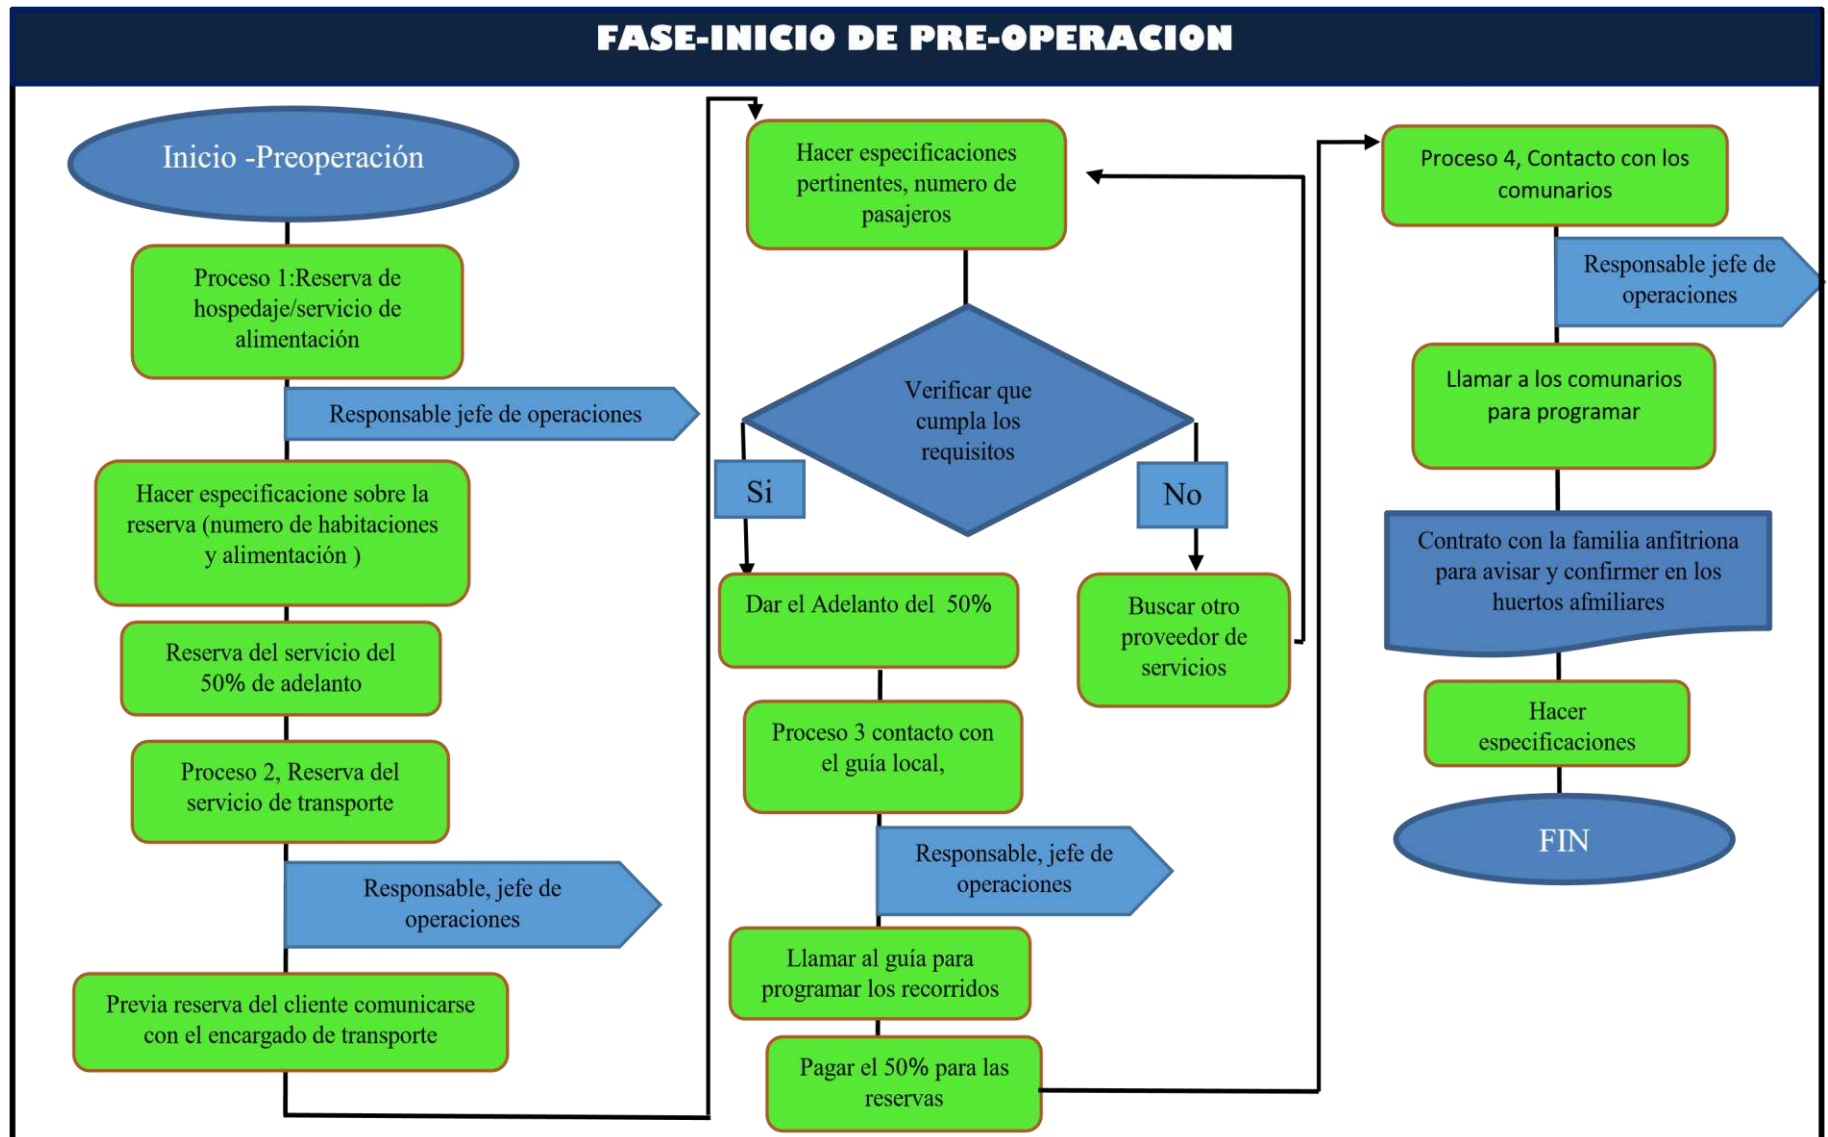 FASE-INICIO DE PRE-OPERACION
Inicio -Preoperación
Proceso 1:Reserva de
hospedaje/servicio de
alimentación
Responsable jefe de operaciones
Hacer especificacione sobre la
reserva (numero de habitaciones
y alimentación )
Reserva del servicio del
50% de adelanto
Proceso 2, Reserva del
servicio de transporte
Responsable, jefe de
operaciones
Previa reserva del cliente comunicarse
con el encargado de transporte
Hacer especificaciones
pertinentes, numero de
pasajeros
Verificar que
cumpla los
requisitos
Si
No
Dar el Adelanto del 50%
Buscar otro
proveedor de
servicios
Proceso 3 contacto con
el guía local,
Responsable, jefe de
operaciones
Llamar al guía para
programar los recorridos
Pagar el 50% para las
reservas
Proceso 4, Contacto con los
comunarios
Responsable jefe de
operaciones
Llamar a los comunarios
para programar
Contrato con la familia anfitriona
para avisar y confirmer en los
huertos afmiliares
Hacer
especificaciones
FIN